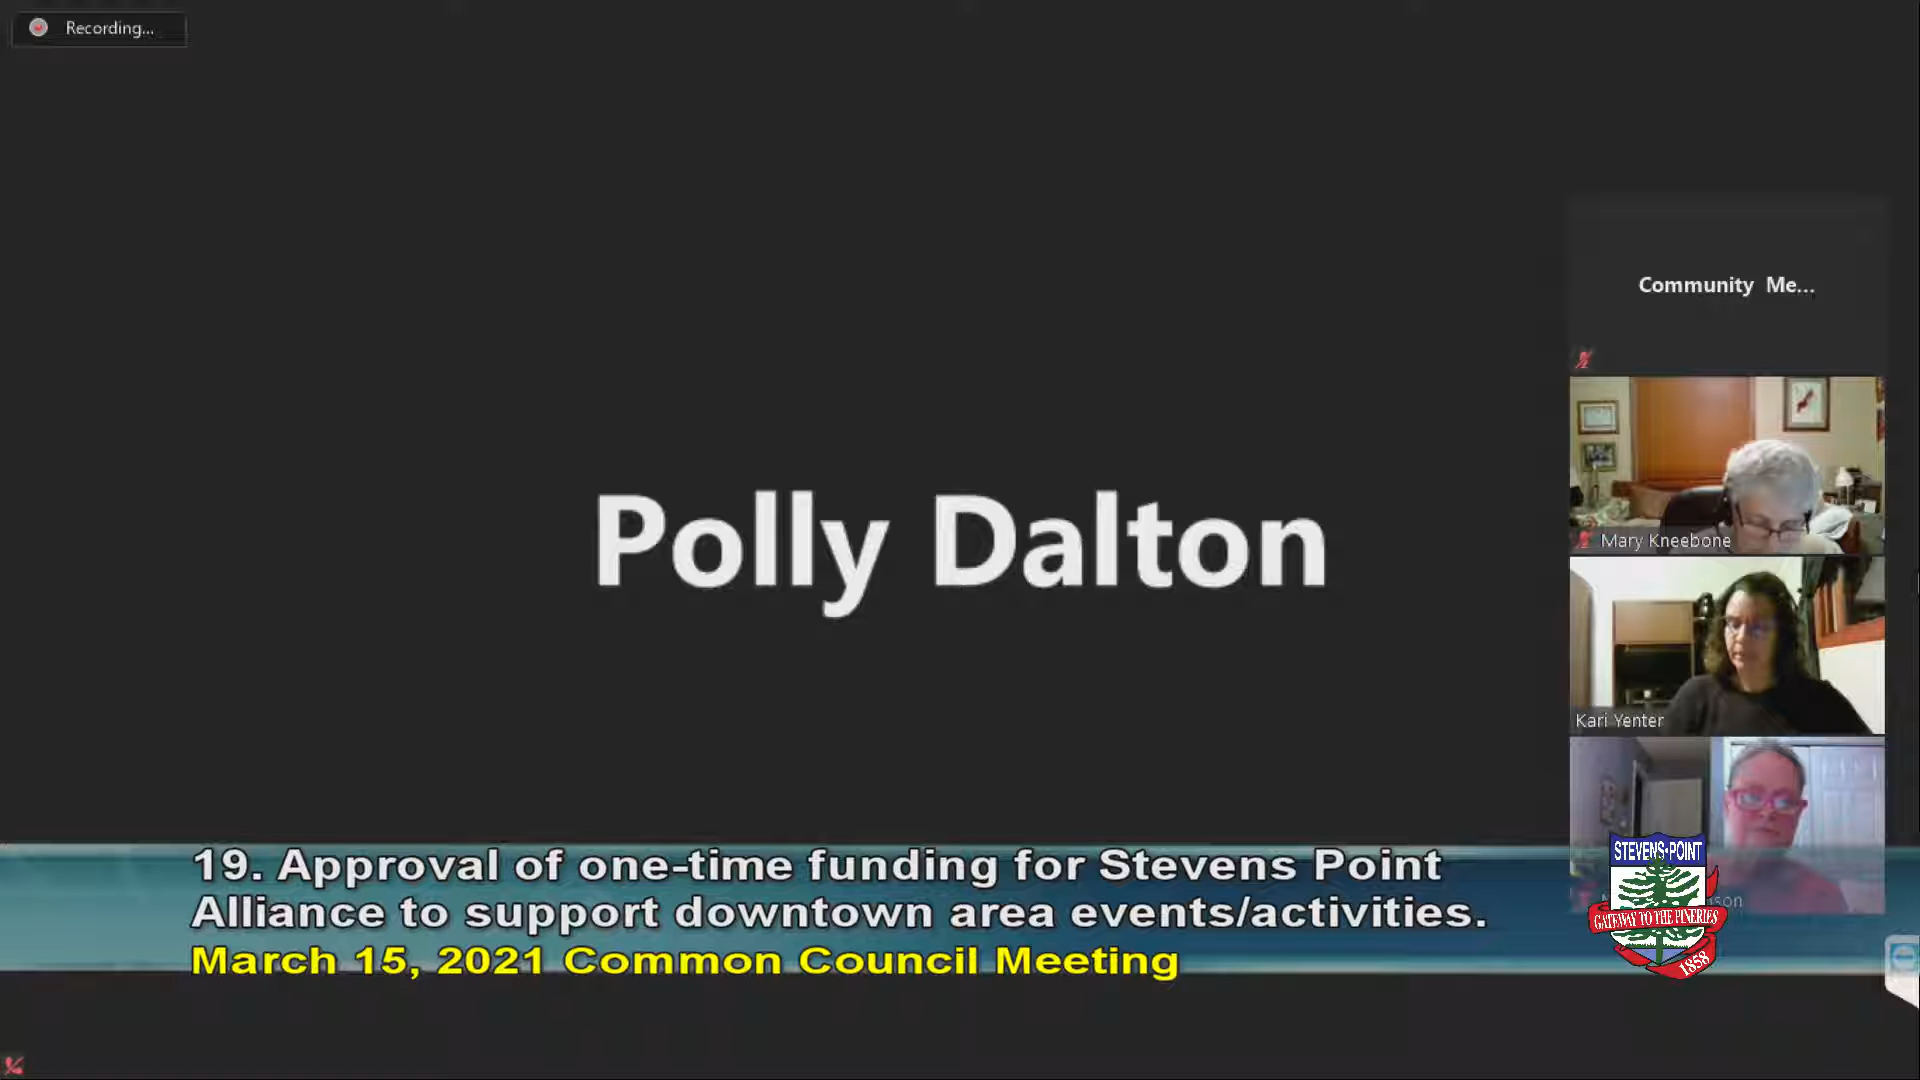 Recording...
Community Me...
Mary Kneebone
Polly Dalton
Kari Yenter
19. Approval of one-time funding for Stevens Point
Alliance to support downtown area events/activities.
March 15, 2021 Common Council Meeting
STEVENS·POINT
GATEWAY TO THE PINERIES
1858